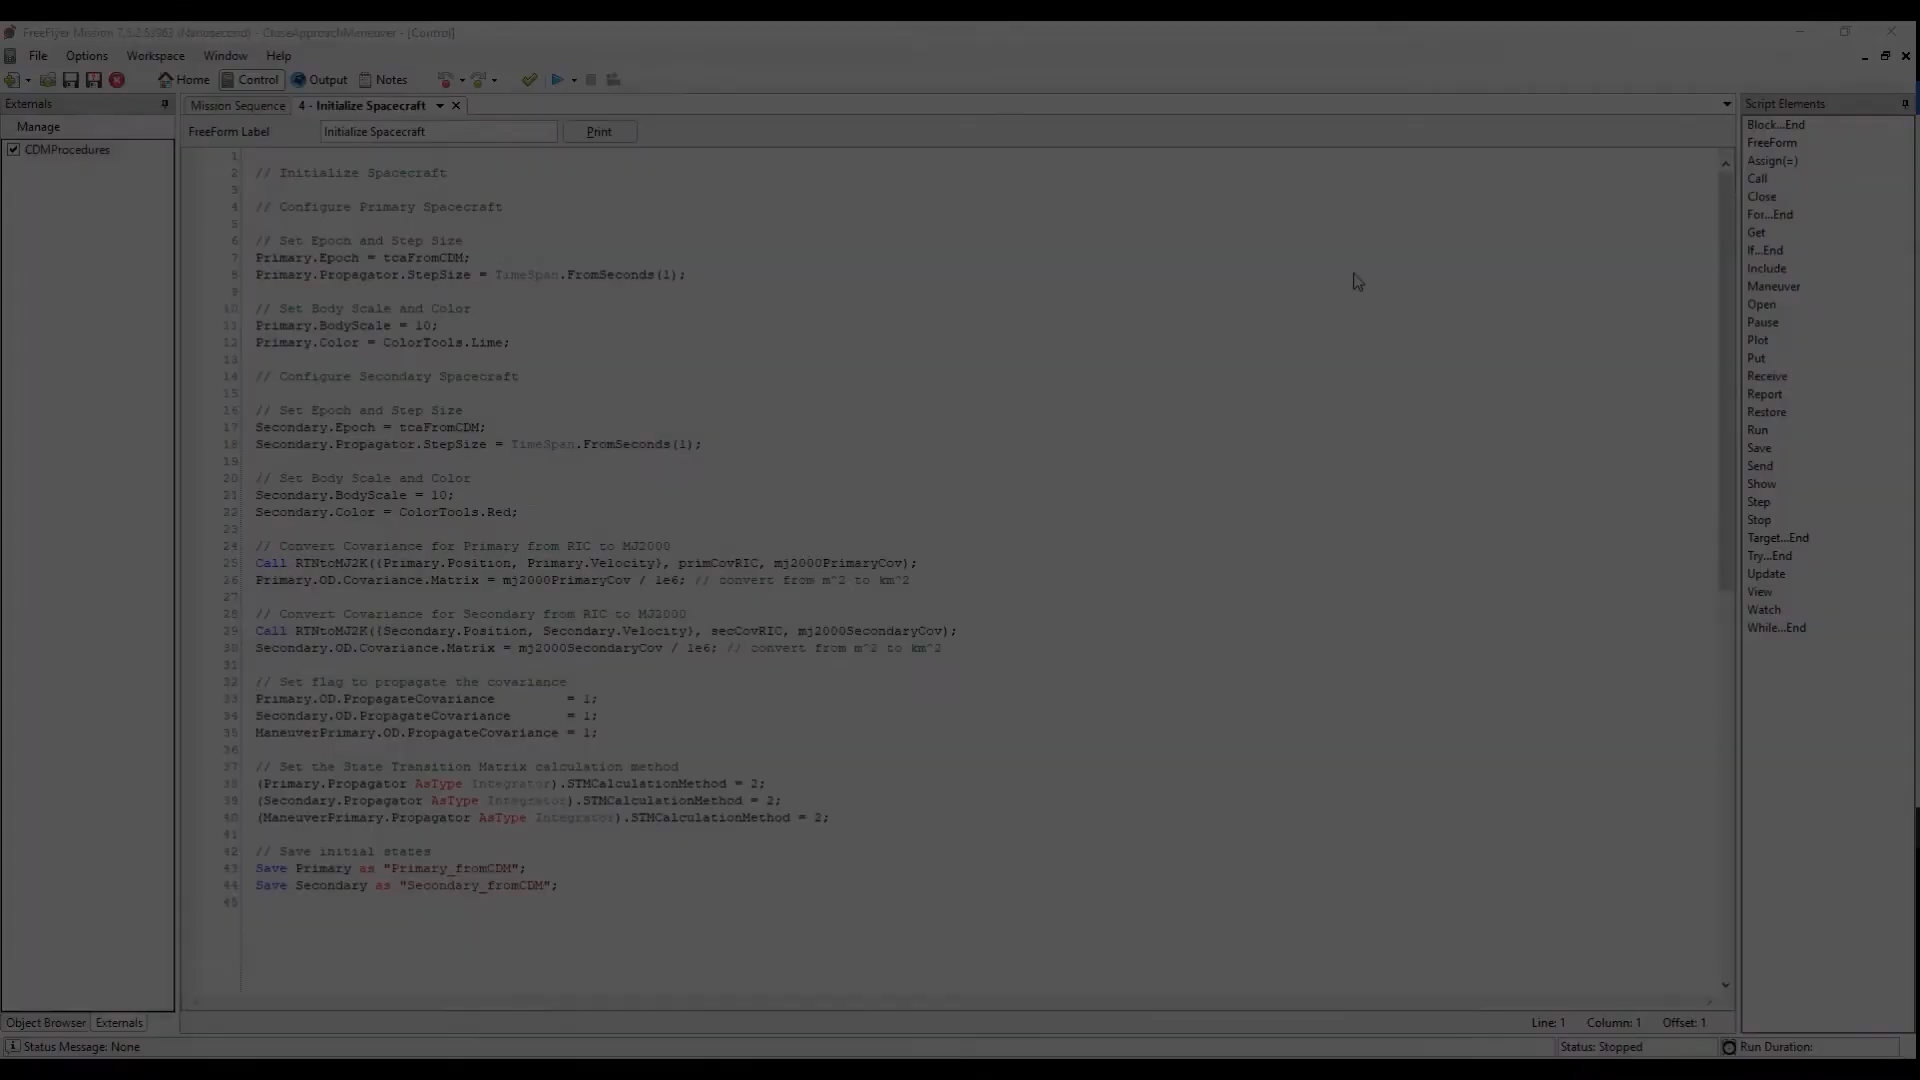 FreeFlyer Mission 7.5.2.53963 (Nanosecond) - CloseApproachManeuver - [Control]
File Options Workspace Window Help
Home Control Output Notes
Externals
Manage
CDMProcedures
Mission Sequence 4 - Initialize Spacecraft
FreeForm Label Initialize Spacecraft Print
1
2 // Initialize Spacecraft
3
4 // Configure Primary Spacecraft
5
6 // Set Epoch and Step Size
7 Primary.Epoch = tcaFromCDM;
8 Primary.Propagator.StepSize = TimeSpan.FromSeconds(1);
9
10 // Set Body Scale and Color
11 Primary.BodyScale = 10;
12 Primary.Color = ColorTools.Lime;
13
14 // Configure Secondary Spacecraft
15
16 // Set Epoch and Step Size
17 Secondary.Epoch = tcaFromCDM;
18 Secondary.Propagator.StepSize = TimeSpan.FromSeconds(1);
19
20 // Set Body Scale and Color
21 Secondary.BodyScale = 10;
22 Secondary.Color = ColorTools.Red;
23
24 // Convert Covariance for Primary from RIC to MJ2000
25 Call RTNtoMJ2K({Primary.Position, Primary.Velocity}, primCovRIC, mj2000PrimaryCov);
26 Primary.OD.Covariance.Matrix = mj2000PrimaryCov / 1e6; // convert from m^2 to km^2
27
28 // Convert Covariance for Secondary from RIC to MJ2000
29 Call RTNtoMJ2K({Secondary.Position, Secondary.Velocity}, secCovRIC, mj2000SecondaryCov);
30 Secondary.OD.Covariance.Matrix = mj2000SecondaryCov / 1e6; // convert from m^2 to km^2
31
32 // Set flag to propagate the covariance
33 Primary.OD.PropagateCovariance = 1;
34 Secondary.OD.PropagateCovariance = 1;
35 ManeuverPrimary.OD.PropagateCovariance = 1;
36
37 // Set the State Transition Matrix calculation method
38 (Primary.Propagator AsType Integrator).STMCalculationMethod = 2;
39 (Secondary.Propagator AsType Integrator).STMCalculationMethod = 2;
40 (ManeuverPrimary.Propagator AsType Integrator).STMCalculationMethod = 2;
41
42 // Save initial states
43 Save Primary as "Primary_fromCDM";
44 Save Secondary as "Secondary_fromCDM";
45
Script Elements
Block...End
FreeForm
Assign(=)
Call
Close
For...End
Get
If...End
Include
Maneuver
Open
Pause
Plot
Put
Receive
Report
Restore
Run
Save
Send
Show
Step
Stop
Target...End
Try...End
Update
View
Watch
While...End
Object Browser Externals
Line: 1 Column: 1 Offset: 1
Status Message: None Status: Stopped Run Duration: